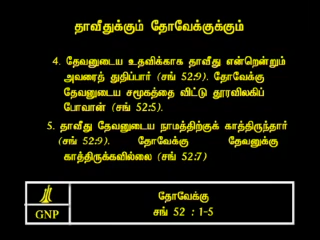 தாவீதுக்கும் தோவேக்குக்கும்
4. தேவனுடைய உதவிக்காக தாவீது என்றென்றும்
அவரைத் துதிப்பார் (சங் 52:9). தோவேக்கு
தேவனுடைய சமூகத்தை விட்டு தூரவிலகிப்
போவான் (சங் 52:5).
5. தாவீது தேவனுடைய நாமத்திற்குக் காத்திருந்தார்
(சங் 52:9). தோவேக்கு தேவனுக்கு
காத்திருக்கவில்லை (சங் 52:7)
தோவேக்கு
GNP
சங் 52 : 1-5